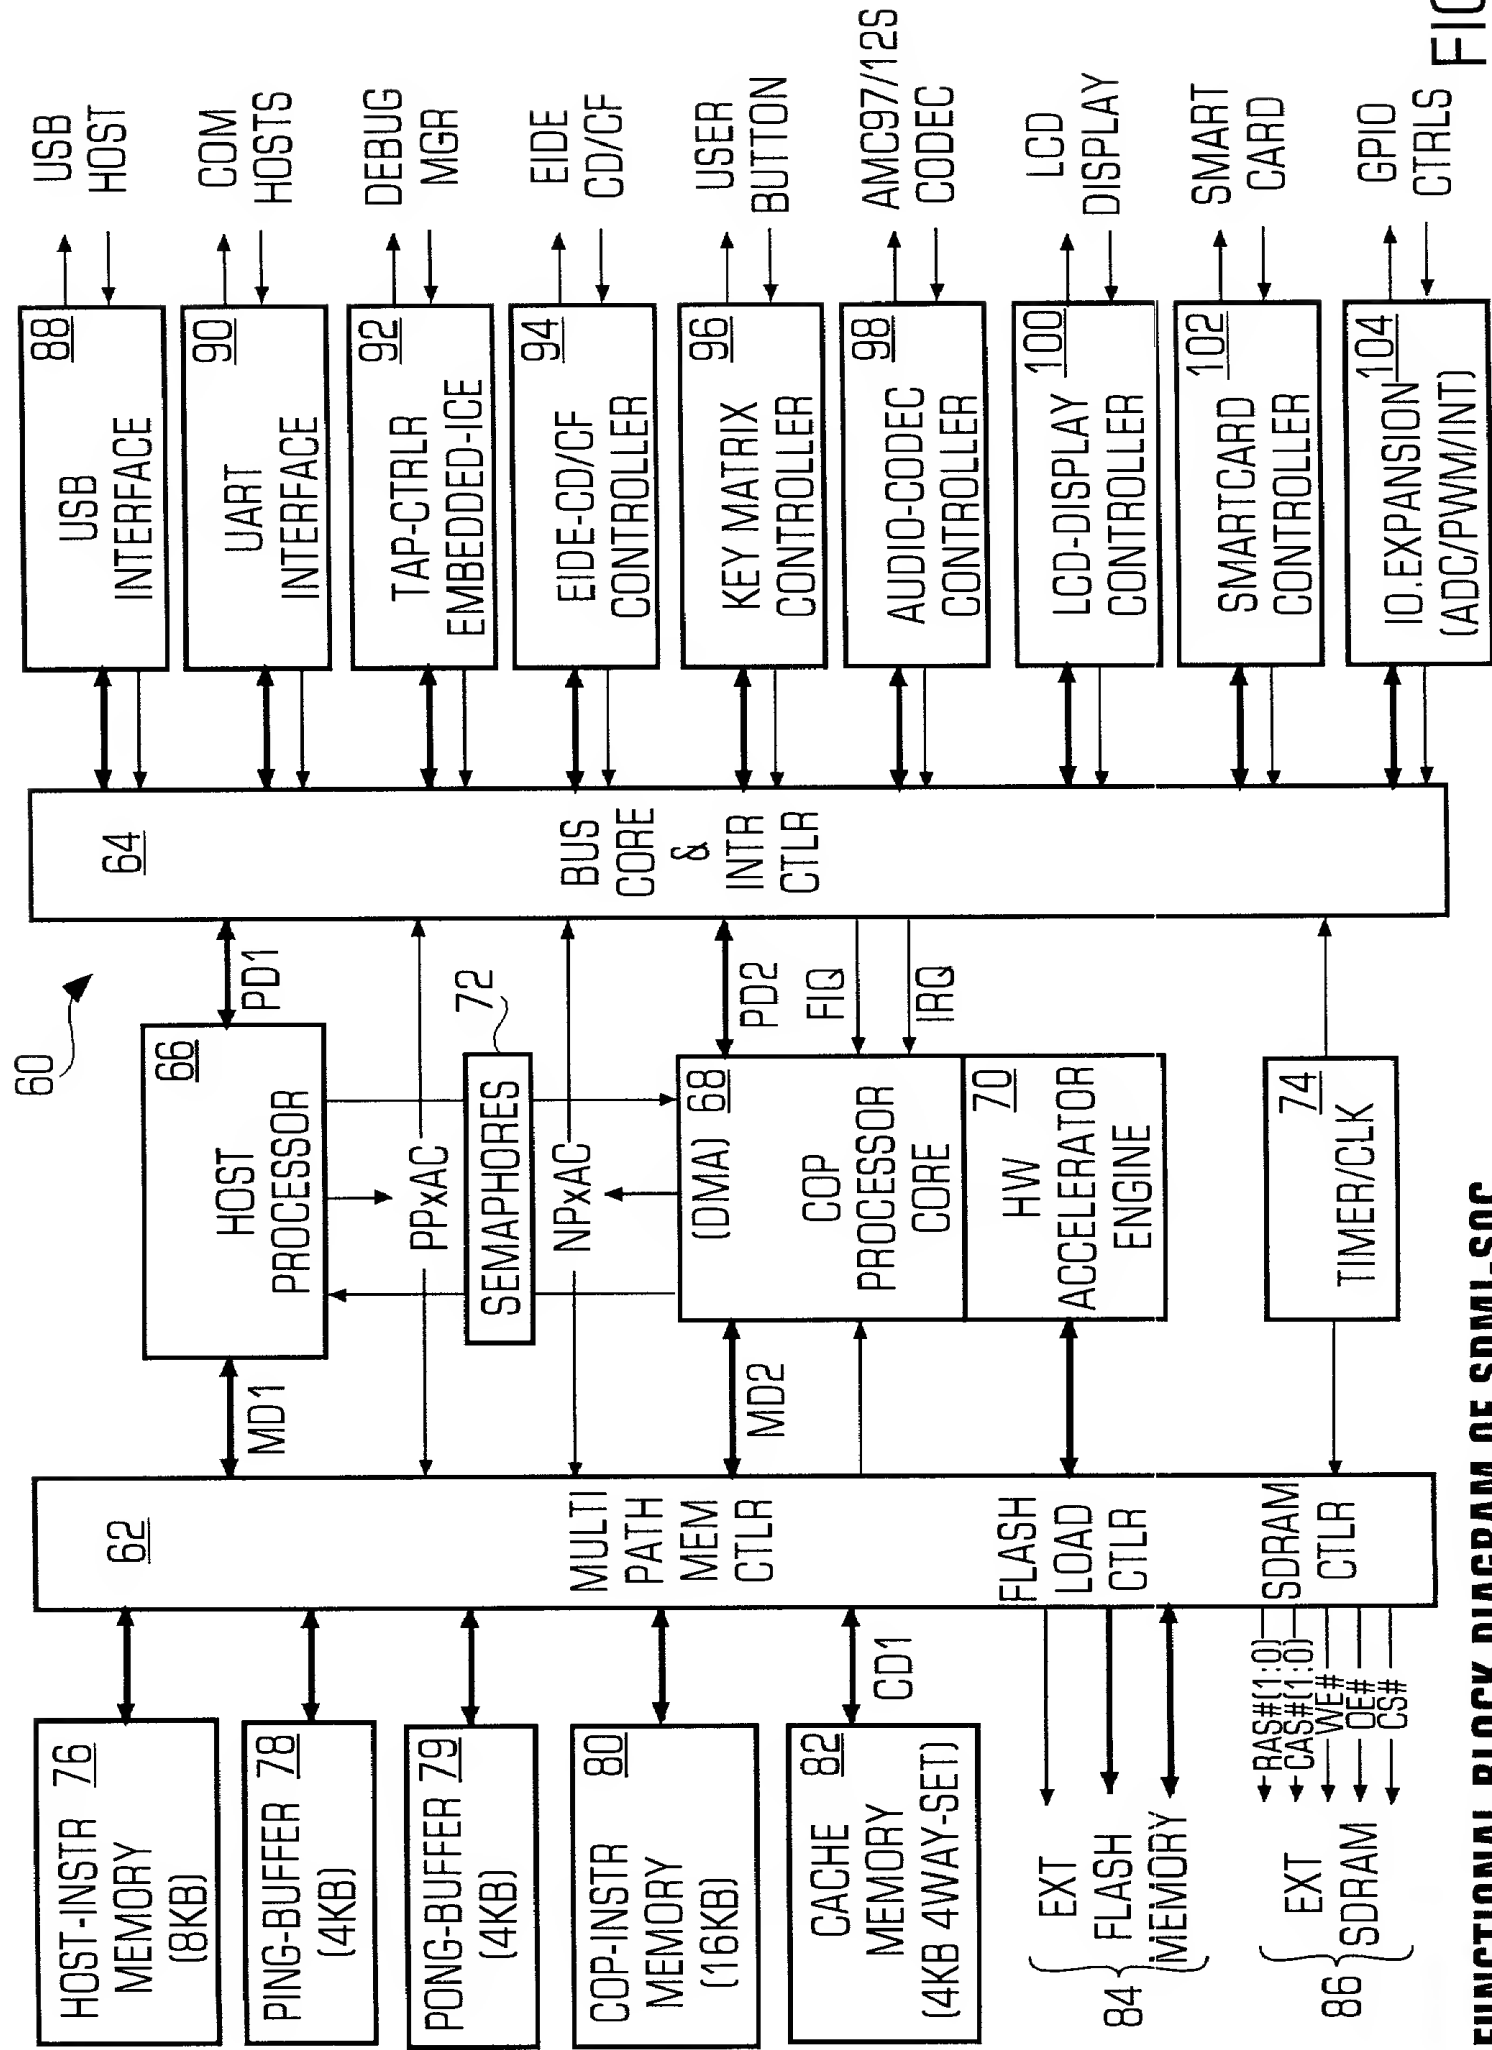 60
HOST-INSTR 76
MEMORY
(8KB)
PING-BUFFER 78
(4KB)
PONG-BUFFER 79
(4KB)
COP-INSTR 80
MEMORY
(16KB)
CACHE 82
MEMORY
(4KB 4WAY-SET)
CD1
EXT
FLASH
MEMORY
84
EXT
SDRAM
86
RAS#(1:0)
CAS#(1:0)
WE#
OE#
CS#
62
MULTI
PATH
MEM
CTLR
FLASH
LOAD
CTLR
SDRAM
CTLR
MD1
MD2
HOST 66
PROCESSOR
PPxAC
SEMAPHORES
72
NPxAC
(DMA) 68
COP
PROCESSOR
CORE
HW 70
ACCELERATOR
ENGINE
TIMER/CLK 74
PD1
PD2
FIQ
IRQ
64
BUS
CORE
&
INTR
CTLR
USB 88
INTERFACE
UART 90
INTERFACE
TAP-CTRLR 92
EMBEDDED-ICE
EIDE-CD/CF 94
CONTROLLER
KEY MATRIX 96
CONTROLLER
AUDIO-CODEC 98
CONTROLLER
LCD-DISPLAY 100
CONTROLLER
SMARTCARD 102
CONTROLLER
IO.EXPANSION 104
(ADC/PWM/INT)
USB
HOST
COM
HOSTS
DEBUG
MGR
EIDE
CD/CF
USER
BUTTON
AMC97/12S
CODEC
LCD
DISPLAY
SMART
CARD
GPIO
CTRLS
FUNCTIONAL BLOCK DIAGRAM OF SDMI-SOC